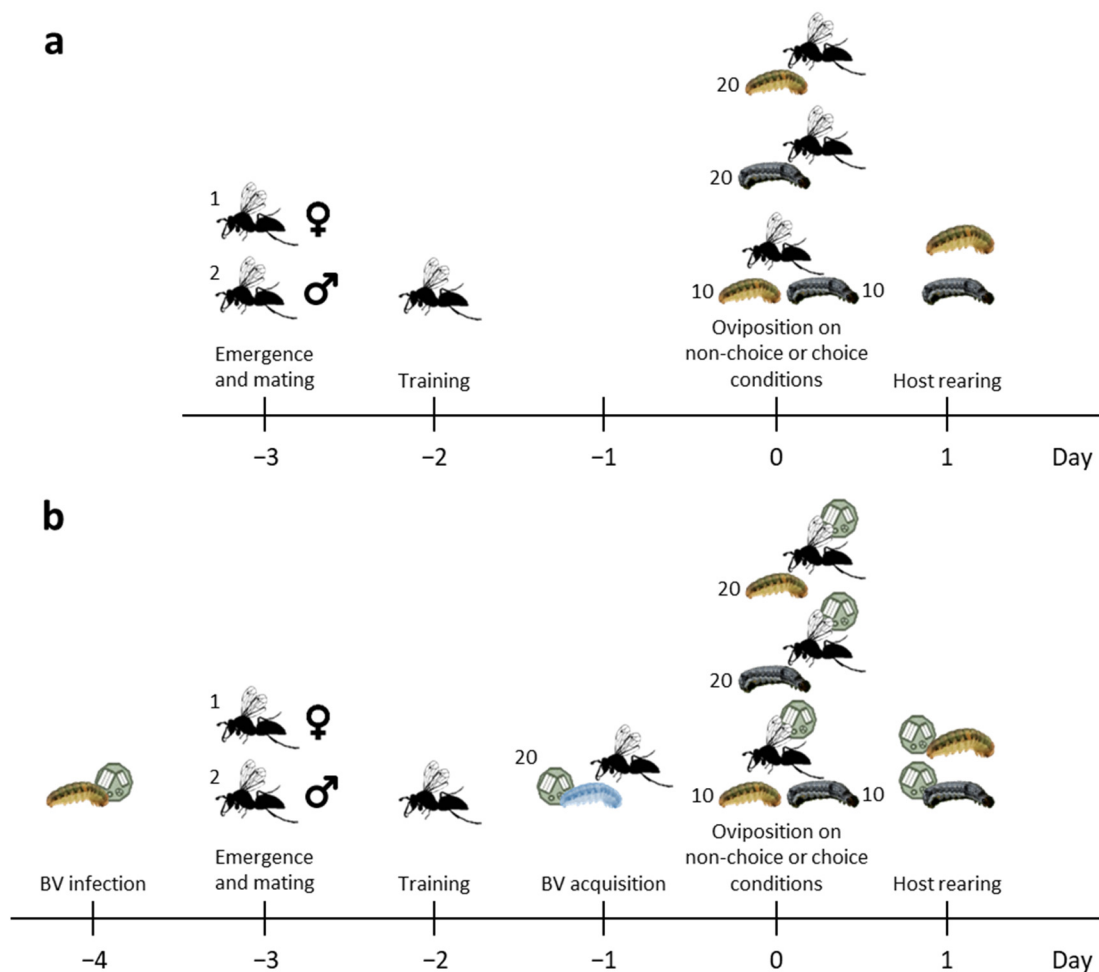 a
20
20
1 ♀
2 ♂
10 10
Emergence
and mating
Training
Oviposition on
non-choice or choice
conditions
Host rearing
−3 −2 −1 0 1 Day
b
20
20
1 ♀
2 ♂
20
10 10
BV infection
Emergence
and mating
Training
BV acquisition
Oviposition on
non-choice or choice
conditions
Host rearing
−4 −3 −2 −1 0 1 Day